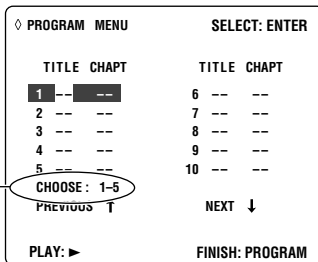 ◊ PROGRAM MENU SELECT: ENTER
TITLE CHAPT TITLE CHAPT
1 -- -- 6 -- --
2 -- -- 7 -- --
3 -- -- 8 -- --
4 -- -- 9 -- --
5 -- -- 10 -- --
CHOOSE : 1–5
PREVIOUS ↑ NEXT ↓
PLAY: ► FINISH: PROGRAM